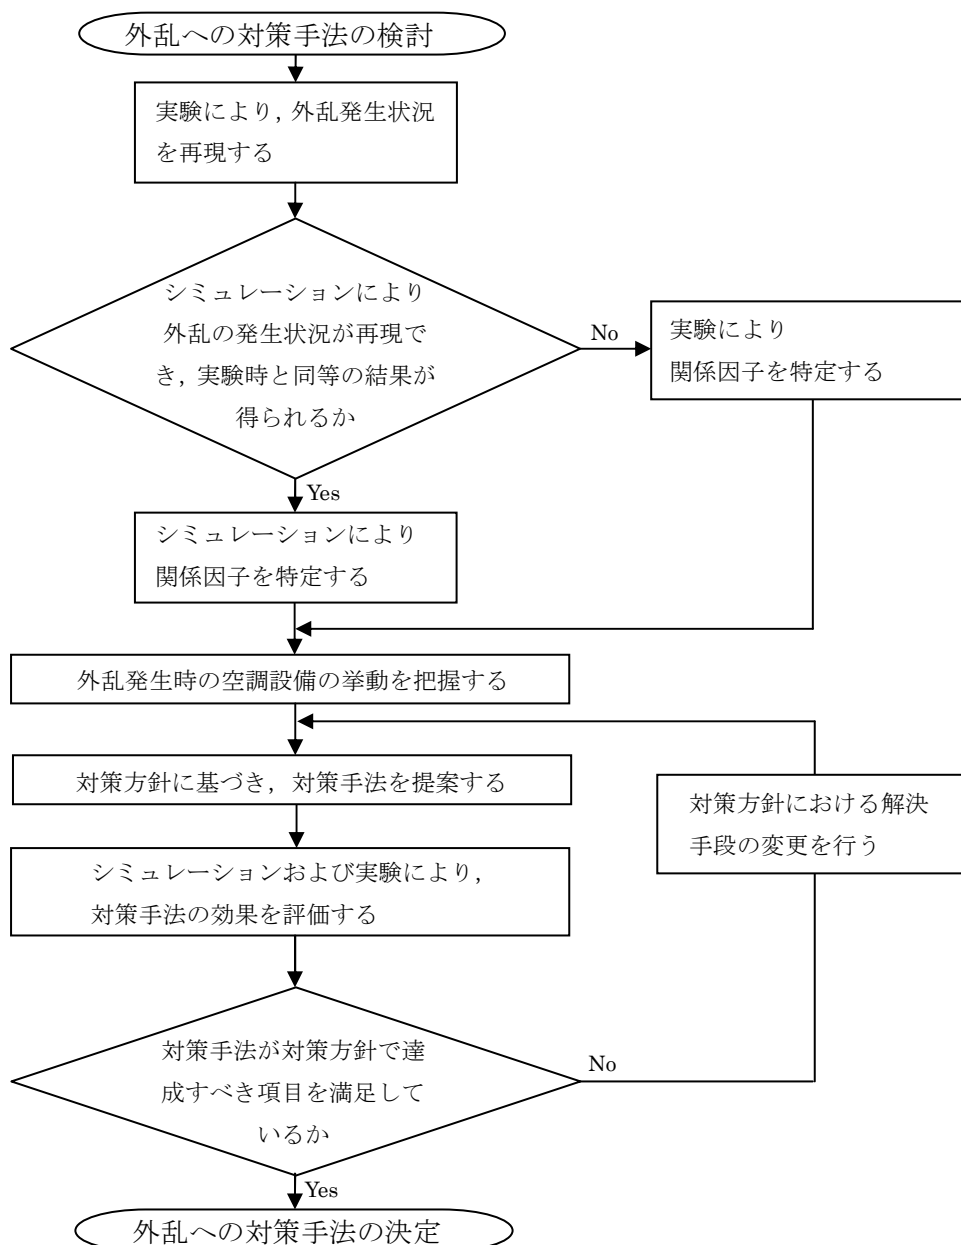 外乱への対策手法の検討
実験により, 外乱発生状況
を再現する
シミュレーションにより
外乱の発生状況が再現で
き, 実験時と同等の結果が
得られるか
No
実験により
関係因子を特定する
Yes
シミュレーションにより
関係因子を特定する
外乱発生時の空調設備の挙動を把握する
対策方針に基づき, 対策手法を提案する
対策方針における解決
手段の変更を行う
シミュレーションおよび実験により,
対策手法の効果を評価する
対策手法が対策方針で達
成すべき項目を満足して
いるか
No
Yes
外乱への対策手法の決定